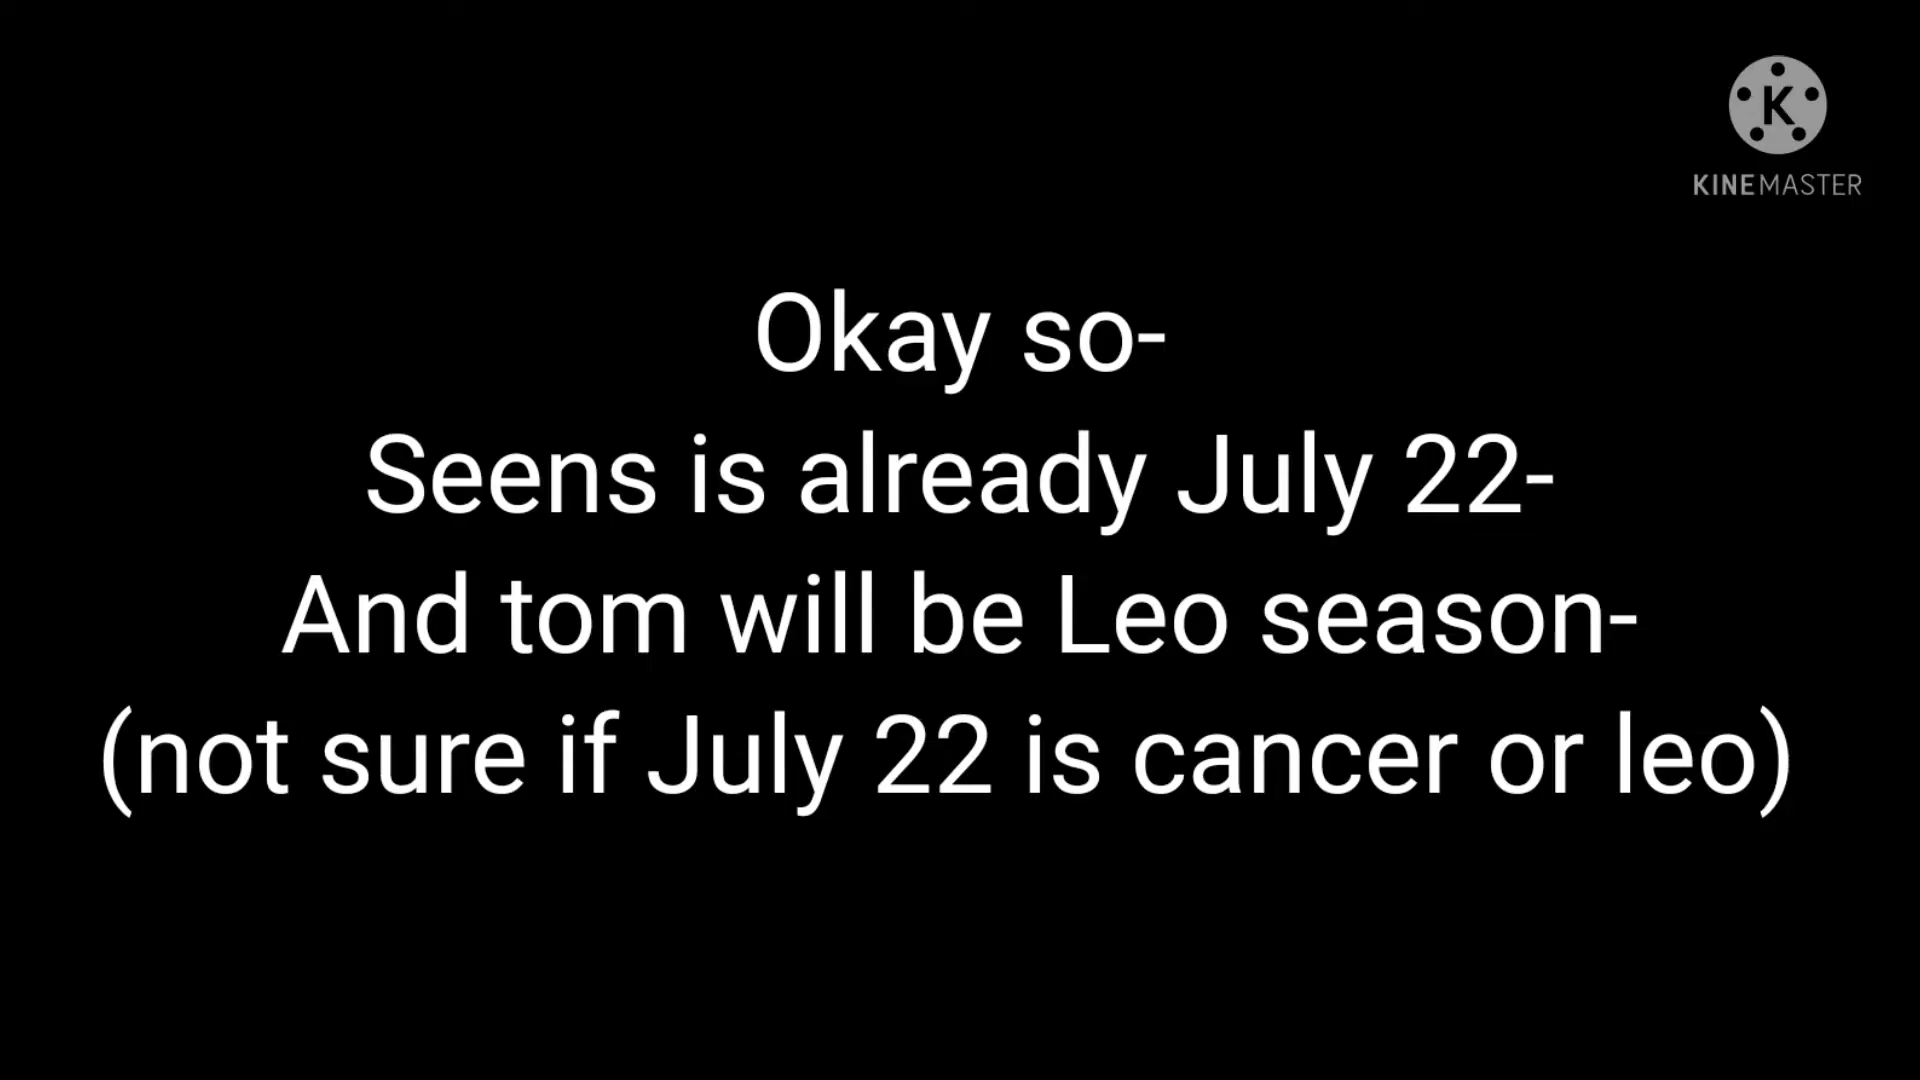 K
KINEMASTER
Okay so-
Seens is already July 22-
And tom will be Leo season-
(not sure if July 22 is cancer or leo)